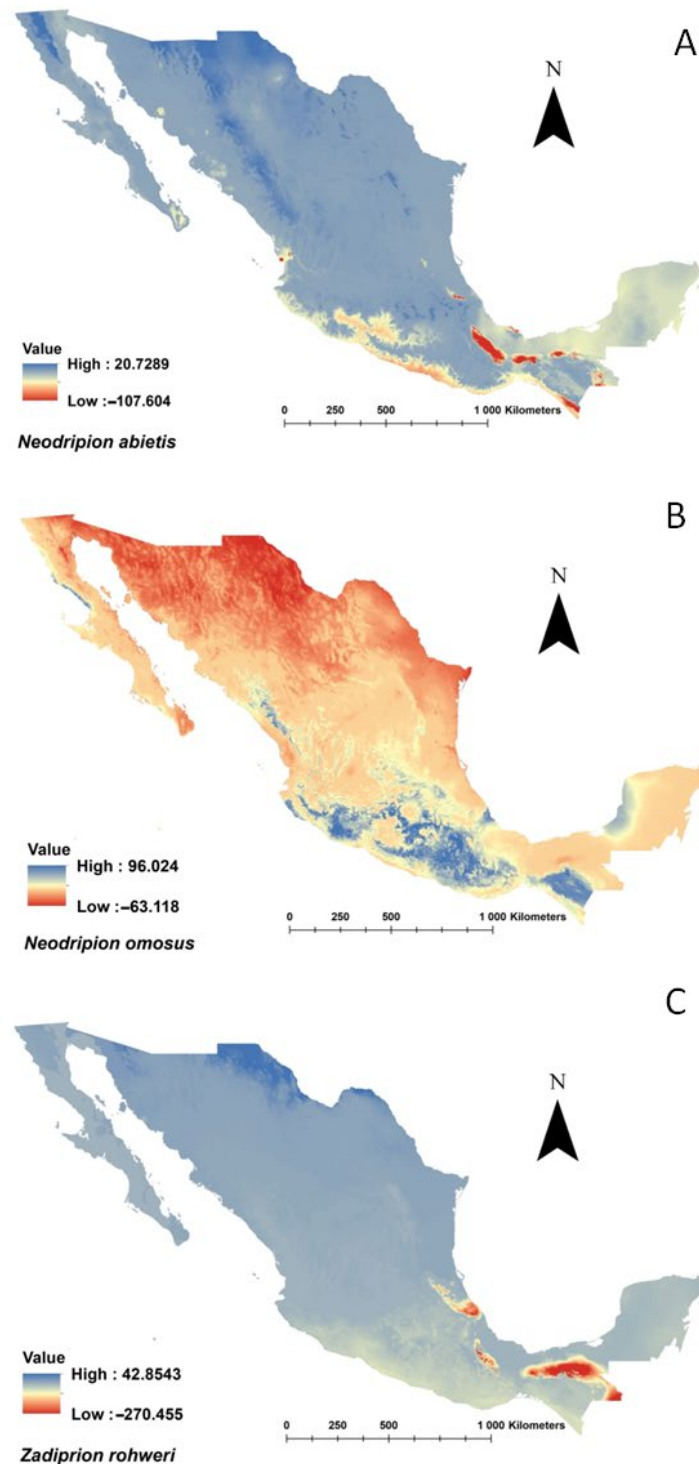 A
N
Value
High : 20.7289
Low : –107.604
0 250 500 1 000 Kilometers
Neodripion abietis
B
N
Value
High : 96.024
Low : –63.118
0 250 500 1 000 Kilometers
Neodripion omosus
C
N
Value
High : 42.8543
Low : –270.455
0 250 500 1 000 Kilometers
Zadiprion rohweri